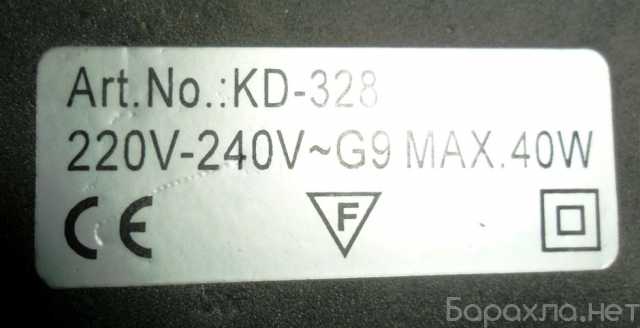 Art.No.:KD-328
220V-240V~G9 MAX.40W
CE F
Барахла.нет